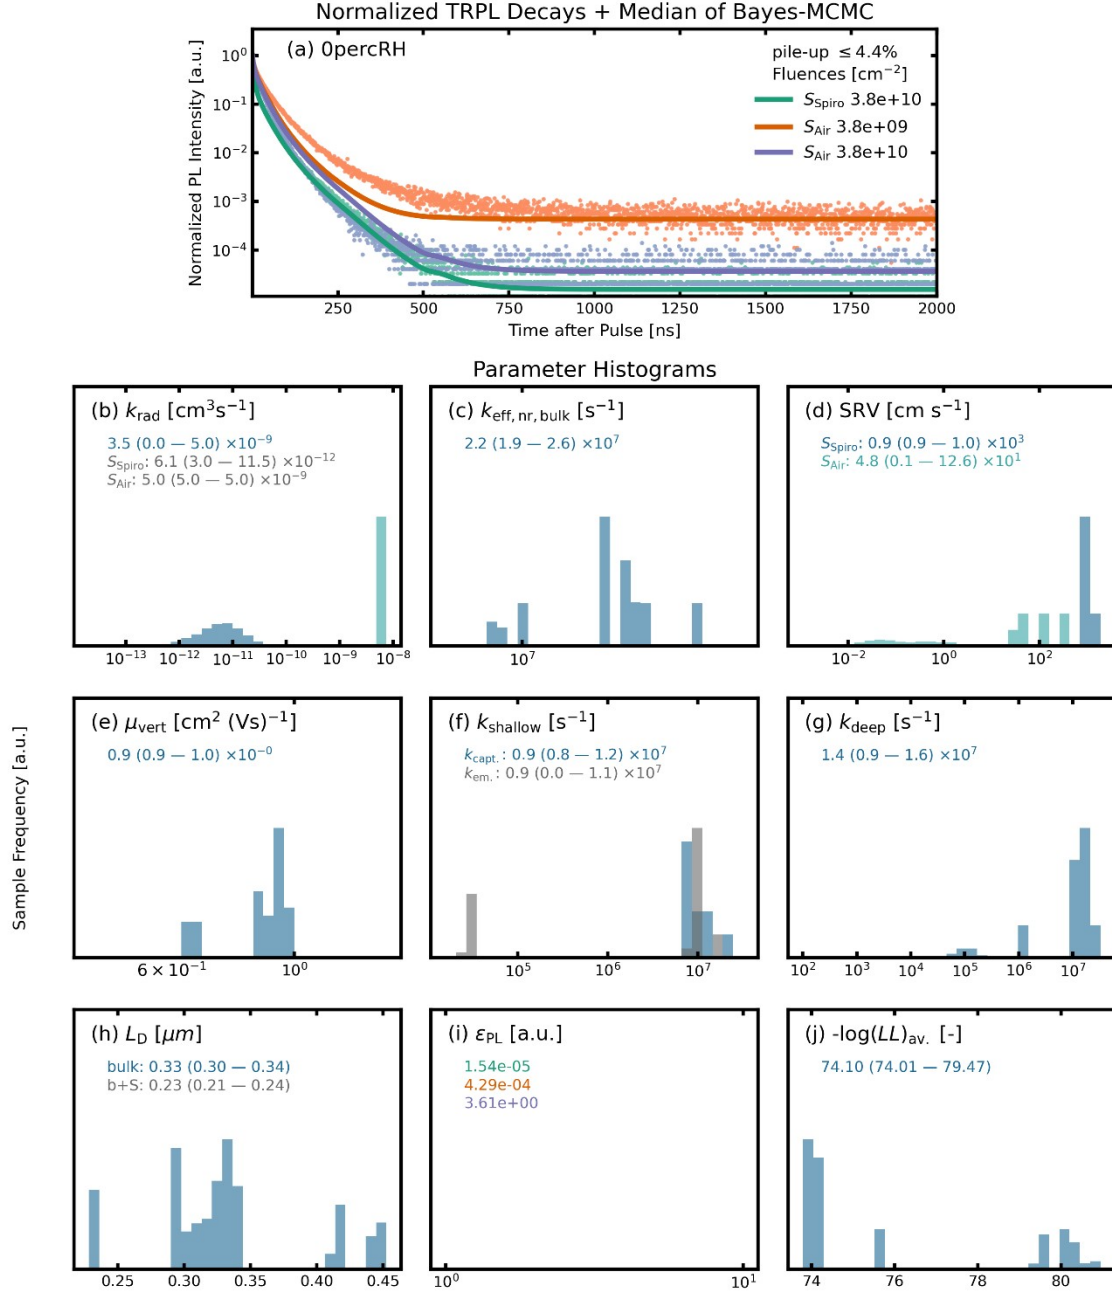 Normalized TRPL Decays + Median of Bayes-MCMC
Normalized PL Intensity [a.u.]
(a) 0percRH
pile-up ≤ 4.4%
Fluences [cm⁻²]
S_Spiro 3.8e+10
S_Air 3.8e+09
S_Air 3.8e+10
10⁰
10⁻¹
10⁻²
10⁻³
10⁻⁴
250 500 750 1000 1250 1500 1750 2000
Time after Pulse [ns]
Parameter Histograms
Sample Frequency [a.u.]
(b) k_rad [cm³s⁻¹]
3.5 (0.0 — 5.0) ×10⁻⁹
S_Spiro: 6.1 (3.0 — 11.5) ×10⁻¹²
S_Air: 5.0 (5.0 — 5.0) ×10⁻⁹
10⁻¹³ 10⁻¹² 10⁻¹¹ 10⁻¹⁰ 10⁻⁹ 10⁻⁸
(c) k_eff, nr, bulk [s⁻¹]
2.2 (1.9 — 2.6) ×10⁷
10⁷
(d) SRV [cm s⁻¹]
S_Spiro: 0.9 (0.9 — 1.0) ×10³
S_Air: 4.8 (0.1 — 12.6) ×10¹
10⁻² 10⁰ 10²
(e) μ_vert [cm² (Vs)⁻¹]
0.9 (0.9 — 1.0) ×10⁻⁰
6 × 10⁻¹ 10⁰
(f) k_shallow [s⁻¹]
k_capt.: 0.9 (0.8 — 1.2) ×10⁷
k_em.: 0.9 (0.0 — 1.1) ×10⁷
10⁵ 10⁶ 10⁷
(g) k_deep [s⁻¹]
1.4 (0.9 — 1.6) ×10⁷
10² 10³ 10⁴ 10⁵ 10⁶ 10⁷
(h) L_D [μm]
bulk: 0.33 (0.30 — 0.34)
b+S: 0.23 (0.21 — 0.24)
0.25 0.30 0.35 0.40 0.45
(i) ε_PL [a.u.]
1.54e-05
4.29e-04
3.61e+00
10⁰ 10¹
(j) -log(LL)_av. [-]
74.10 (74.01 — 79.47)
74 76 78 80